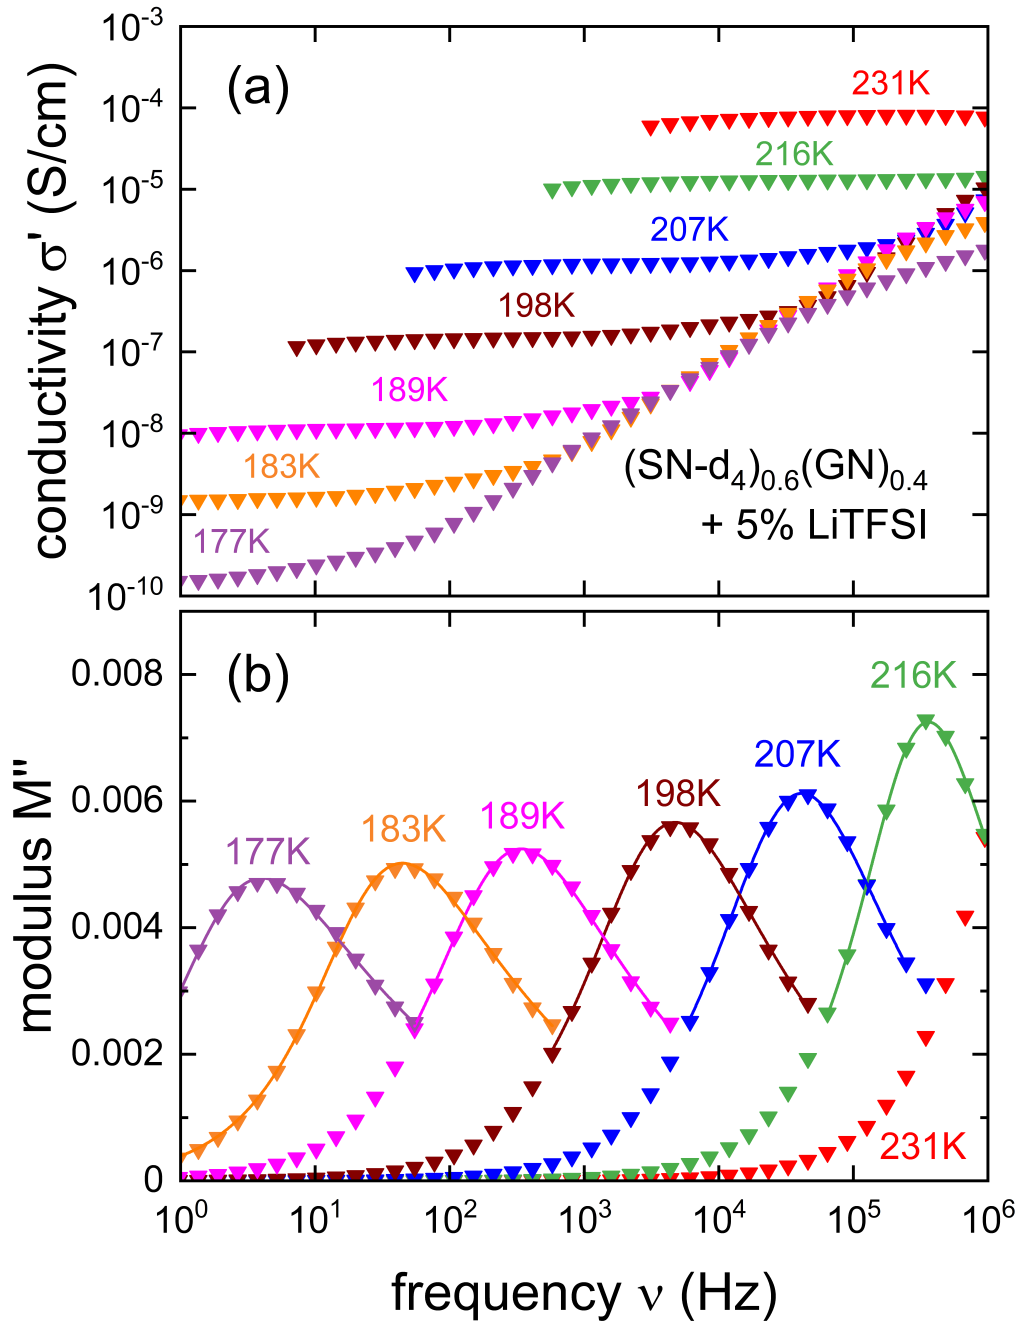 10⁻³
(a)
231K
10⁻⁴
216K
10⁻⁵
207K
10⁻⁶
198K
10⁻⁷
189K
10⁻⁸
183K
(SN-d₄)₀.₆(GN)₀.₄
10⁻⁹
+ 5% LiTFSI
177K
10⁻¹⁰
conductivity σ' (S/cm)
(b)
0.008
216K
207K
0.006
198K
189K
183K
177K
0.004
0.002
231K
0
modulus M''
10⁰ 10¹ 10² 10³ 10⁴ 10⁵ 10⁶
frequency ν (Hz)